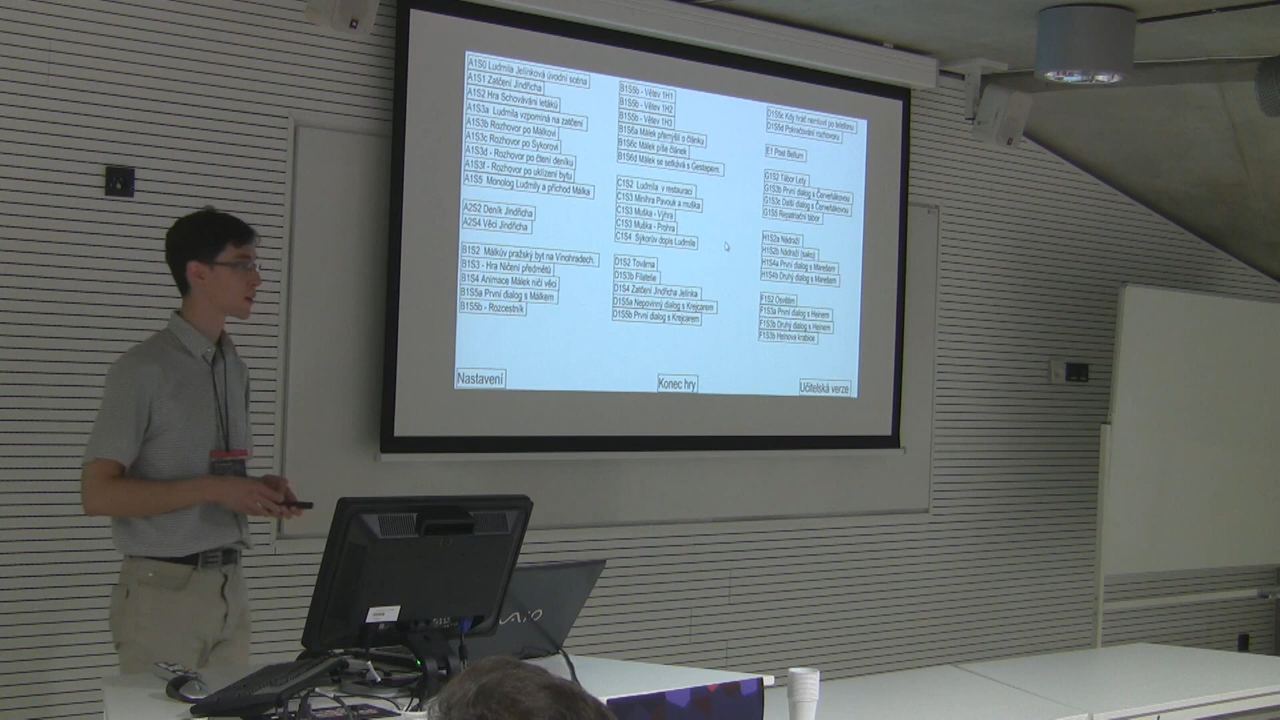 A1S0 Ludmila Jelínková úvodní scéna
A1S1 Zatčení Jindřicha
A1S2 Hra Schovávání letáků
A1S3a Ludmila vzpomíná na zatčení
A1S3b Rozhovor po Málkovi
A1S3c Rozhovor po Sykorovi
A1S3d - Rozhovor po čtení deníku
A1S3f - Rozhovor po uklízení bytu
A1S5 Monolog Ludmily a příchod Málka
A2S2 Deník Jindřicha
A2S4 Věci Jindřicha
B1S2 Málkův pražský byt na Vinohradech.
B1S3 - Hra Ničení předmětů
B1S4 Animace Málek ničí věci
B1S5a První dialog s Málkem
B1S5b - Rozcestník
B1S5b - Větev 1H1
B1S5b - Větev 1H2
B1S5b - Větev 1H3
B1S6a Málek přemýšlí o článku
B1S6c Málek píše článek
B1S6d Málek se setkává s Gestapem.
C1S2 Ludmila v restauraci
C1S3 Minihra Pavouk a muška
C1S3 Muška - Výhra
C1S3 Muška - Prohra
C1S4 Sýkorův dopis Ludmile
D1S2 Továrna
D1S3b Filatelie
D1S4 Zatčení Jindřicha Jelínka
D1S5a Nepovinný dialog s Krejcarem
D1S5b První dialog s Krejcarem
D1S5c Kdy hráč nemluví po telefonu
D1S5d Pokračování rozhovoru
E1 Post Bellum
G1S2 Tábor Lety
G1S3b První dialog s Červeňákovou
G1S3c Další dialog s Červeňákovou
G1S5 Repatriační tábor
H1S2a Nádraží
H1S2b Nádraží (sako)
H1S4a První dialog s Marešem
H1S4b Druhý dialog s Marešem
F1S2 Osvětim
F1S3a První dialog s Heinem
F1S3b Druhý dialog s Heinem
F1S3b Heinova krabice
Nastavení
Konec hry
Učitelská verze
VAIO